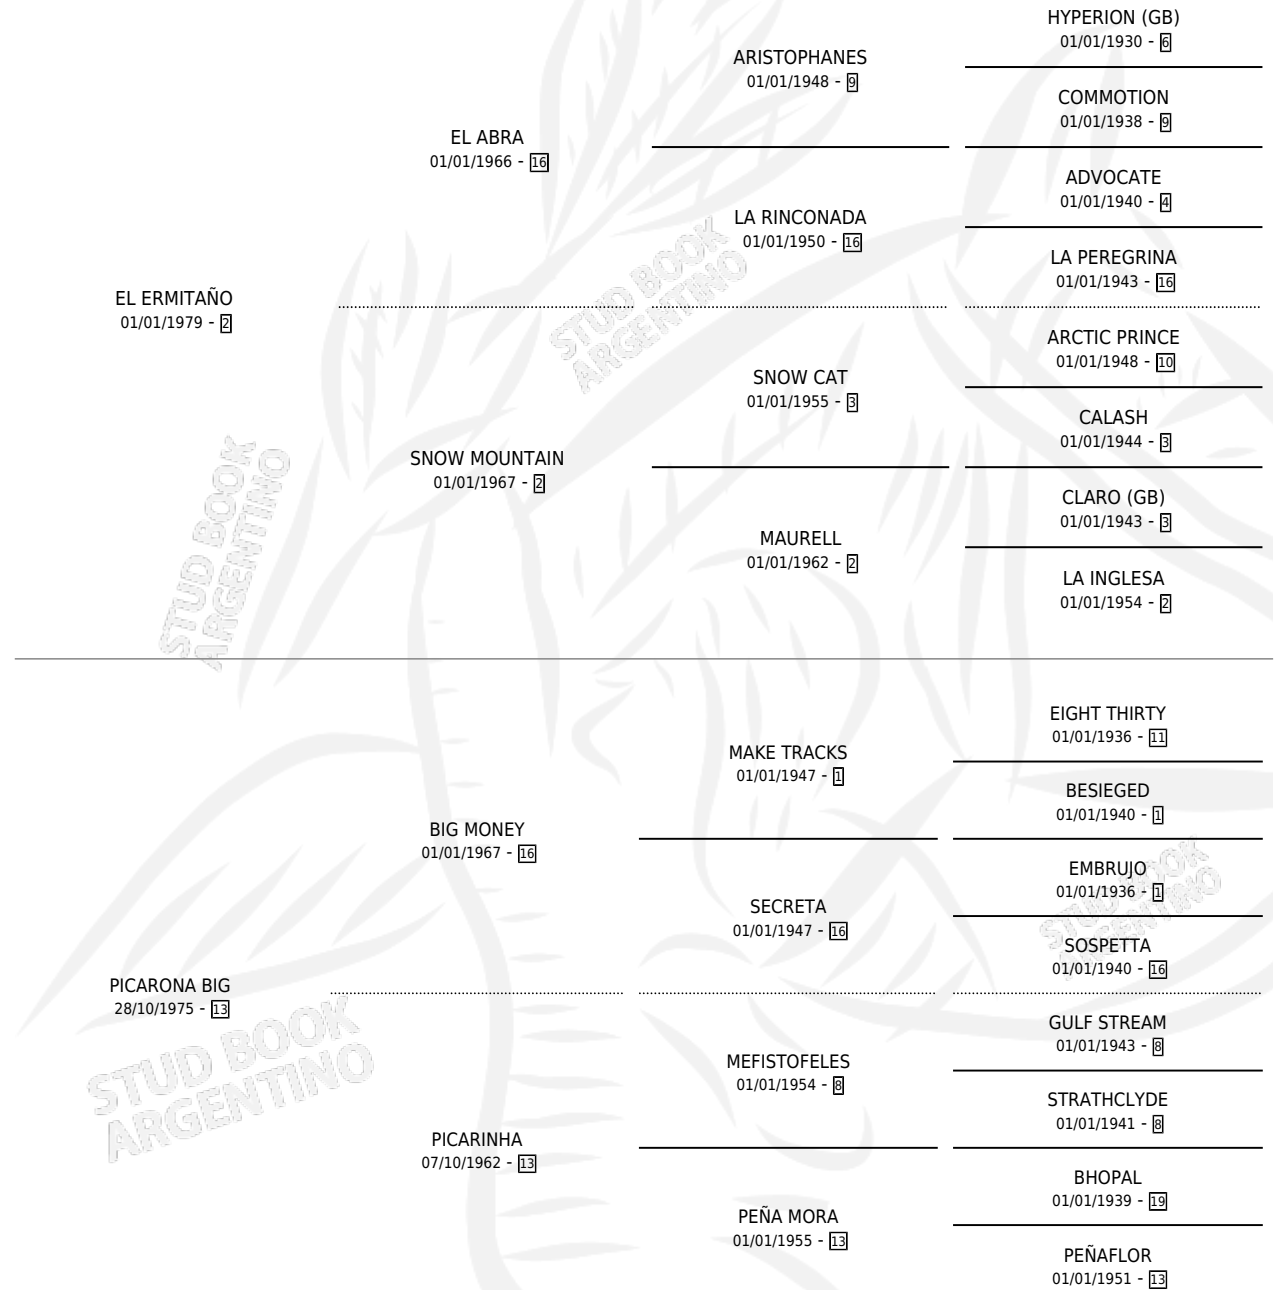 HYPERION (GB)
01/01/1930 - 6
ARISTOPHANES
01/01/1948 - 9
COMMOTION
01/01/1938 - 9
EL ABRA
01/01/1966 - 16
ADVOCATE
01/01/1940 - 4
LA RINCONADA
01/01/1950 - 16
LA PEREGRINA
01/01/1943 - 16
EL ERMITAÑO
01/01/1979 - 2
ARCTIC PRINCE
01/01/1948 - 10
SNOW CAT
01/01/1955 - 3
CALASH
01/01/1944 - 3
SNOW MOUNTAIN
01/01/1967 - 2
CLARO (GB)
01/01/1943 - 3
MAURELL
01/01/1962 - 2
LA INGLESA
01/01/1954 - 2
EIGHT THIRTY
01/01/1936 - 11
MAKE TRACKS
01/01/1947 - 1
BESIEGED
01/01/1940 - 1
BIG MONEY
01/01/1967 - 16
EMBRUJO
01/01/1936 - 1
SECRETA
01/01/1947 - 16
SOSPETTA
01/01/1940 - 16
PICARONA BIG
28/10/1975 - 13
GULF STREAM
01/01/1943 - 8
MEFISTOFELES
01/01/1954 - 8
STRATHCLYDE
01/01/1941 - 8
PICARINHA
07/10/1962 - 13
BHOPAL
01/01/1939 - 19
PEÑA MORA
01/01/1955 - 13
PEÑAFLOR
01/01/1951 - 13
STUD BOOK
ARGENTINO
STUD BOOK
ARGENTINO
STUD BOOK
ARGENTINO
STUD BOOK
ARGENTINO